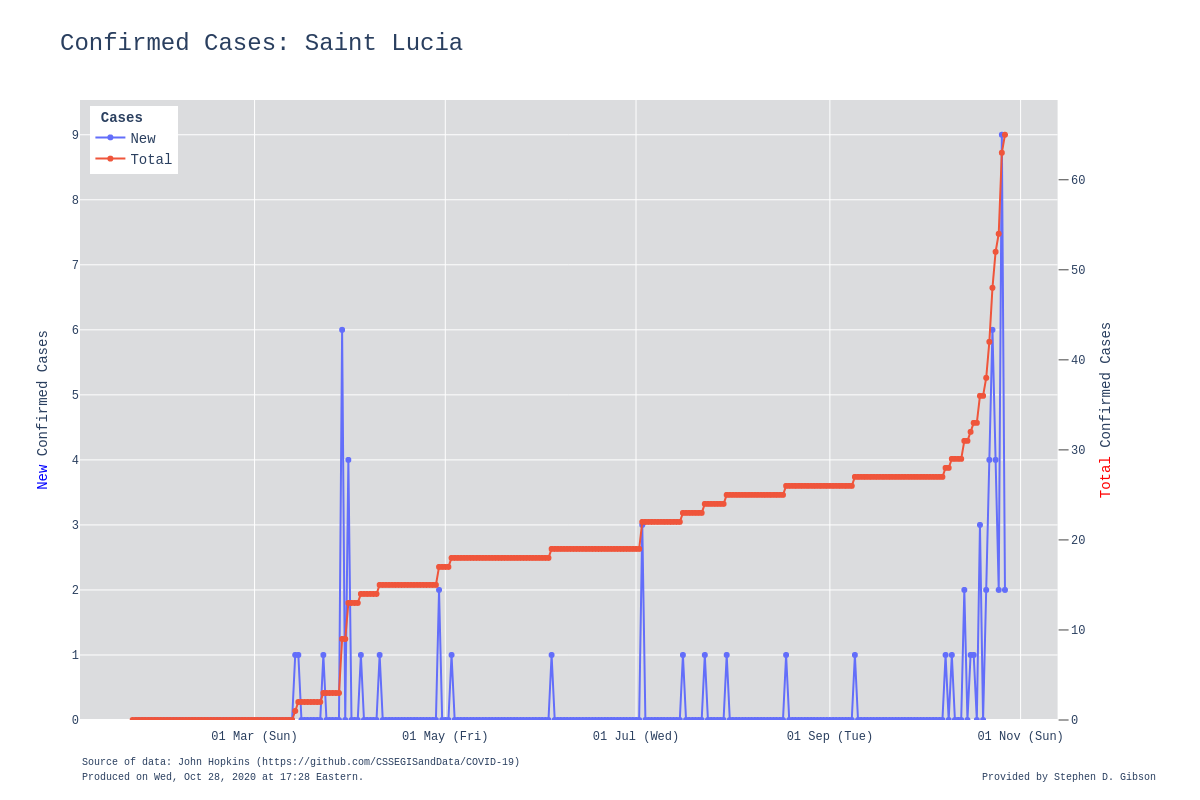 Confirmed Cases: Saint Lucia
Cases
New
Total
9
8
7
6
5
4
3
2
1
0
60
50
40
30
20
10
0
New Confirmed Cases
Total Confirmed Cases
01 Mar (Sun)
01 May (Fri)
01 Jul (Wed)
01 Sep (Tue)
01 Nov (Sun)
Source of data: John Hopkins (https://github.com/CSSEGISandData/COVID-19)
Produced on Wed, Oct 28, 2020 at 17:28 Eastern.
Provided by Stephen D. Gibson